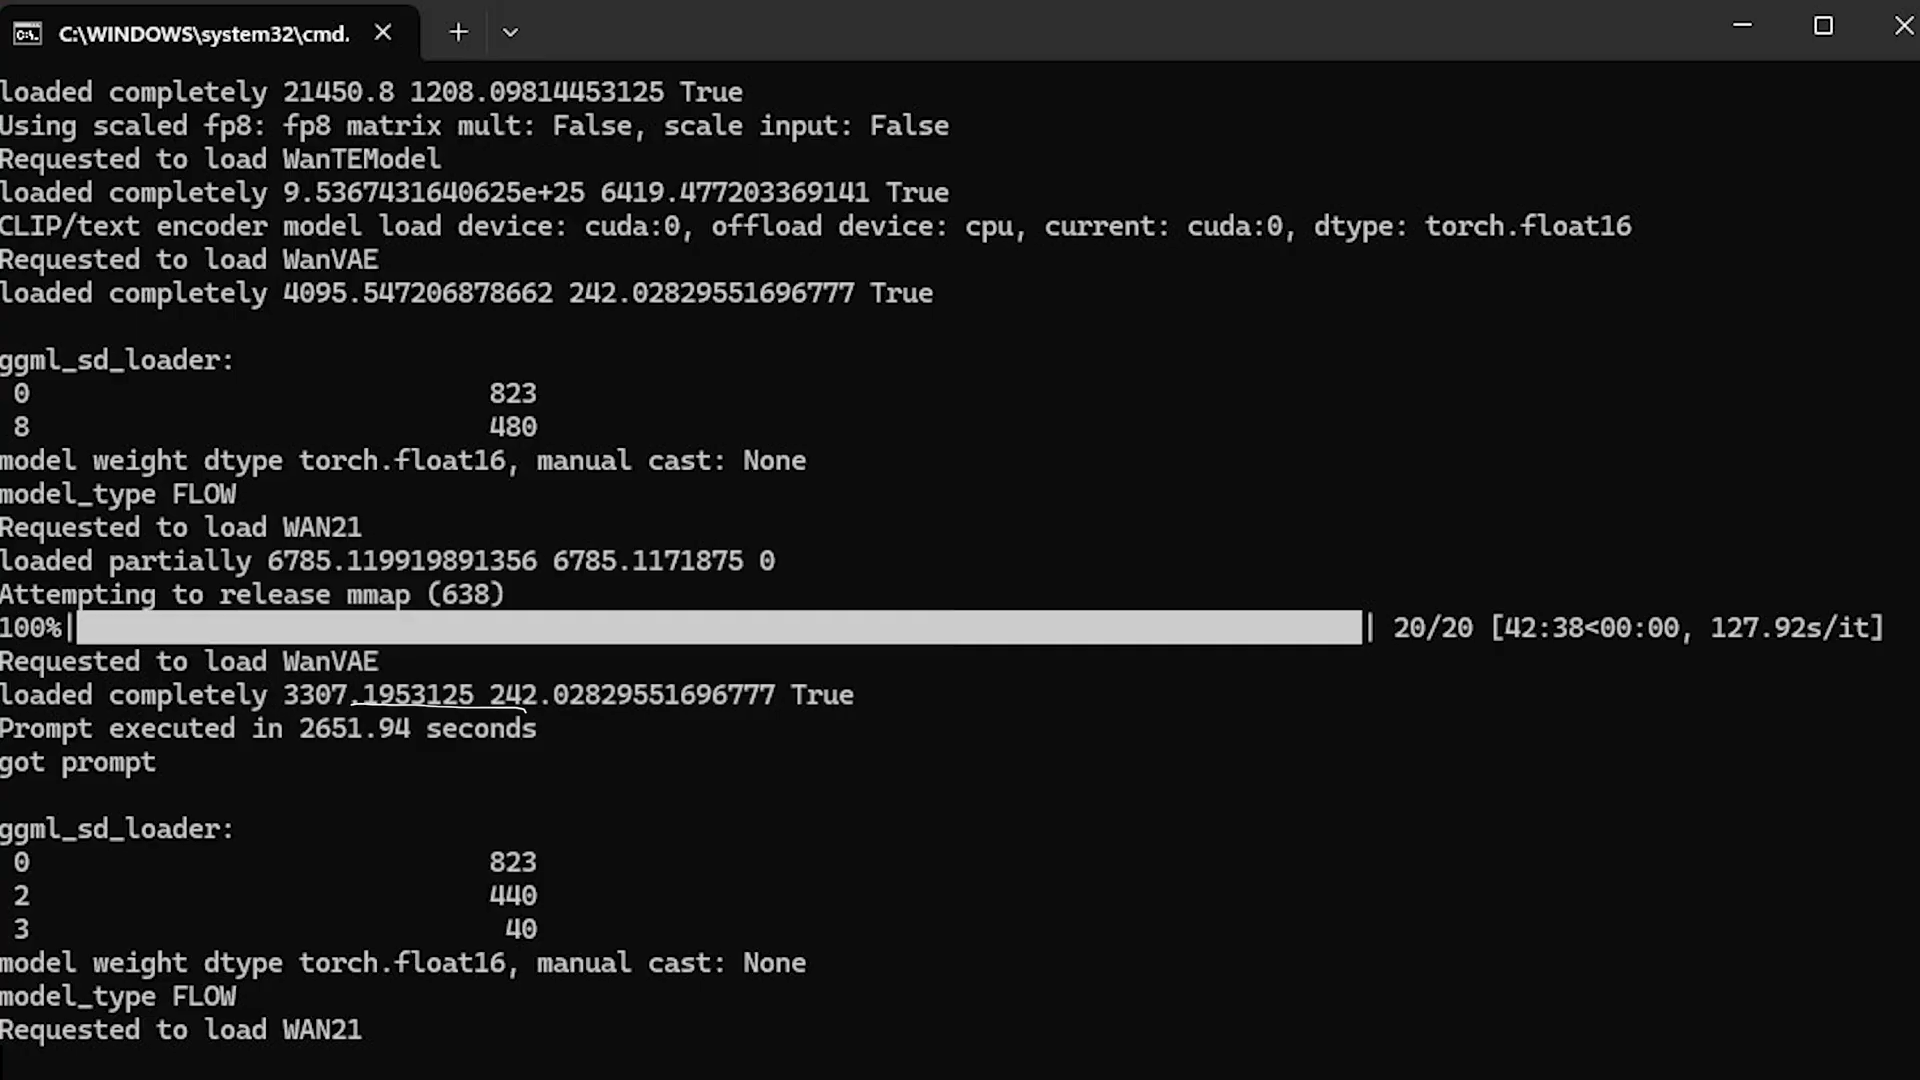 C:\WINDOWS\system32\cmd.
loaded completely 21450.8 1208.09814453125 True
Using scaled fp8: fp8 matrix mult: False, scale input: False
Requested to load WanTEModel
loaded completely 9.5367431640625e+25 6419.477203369141 True
CLIP/text encoder model load device: cuda:0, offload device: cpu, current: cuda:0, dtype: torch.float16
Requested to load WanVAE
loaded completely 4095.547206878662 242.02829551696777 True
ggml_sd_loader:
0 823
8 480
model weight dtype torch.float16, manual cast: None
model_type FLOW
Requested to load WAN21
loaded partially 6785.119919891356 6785.1171875 0
Attempting to release mmap (638)
100%| | 20/20 [42:38<00:00, 127.92s/it]
Requested to load WanVAE
loaded completely 3307.1953125 242.02829551696777 True
Prompt executed in 2651.94 seconds
got prompt
ggml_sd_loader:
0 823
2 440
3 40
model weight dtype torch.float16, manual cast: None
model_type FLOW
Requested to load WAN21